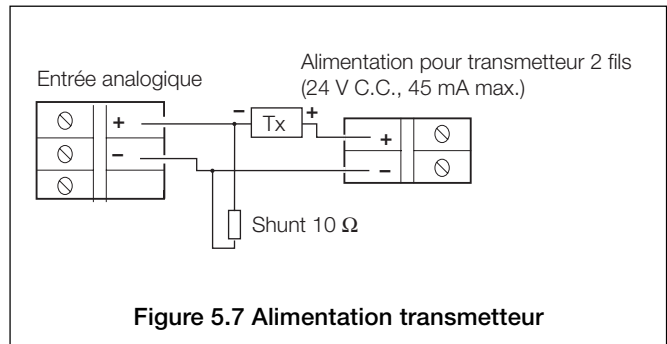 Entrée analogique
Alimentation pour transmetteur 2 fils
(24 V C.C., 45 mA max.)
+
–
– Tx +
+
–
Shunt 10 Ω
Figure 5.7 Alimentation transmetteur